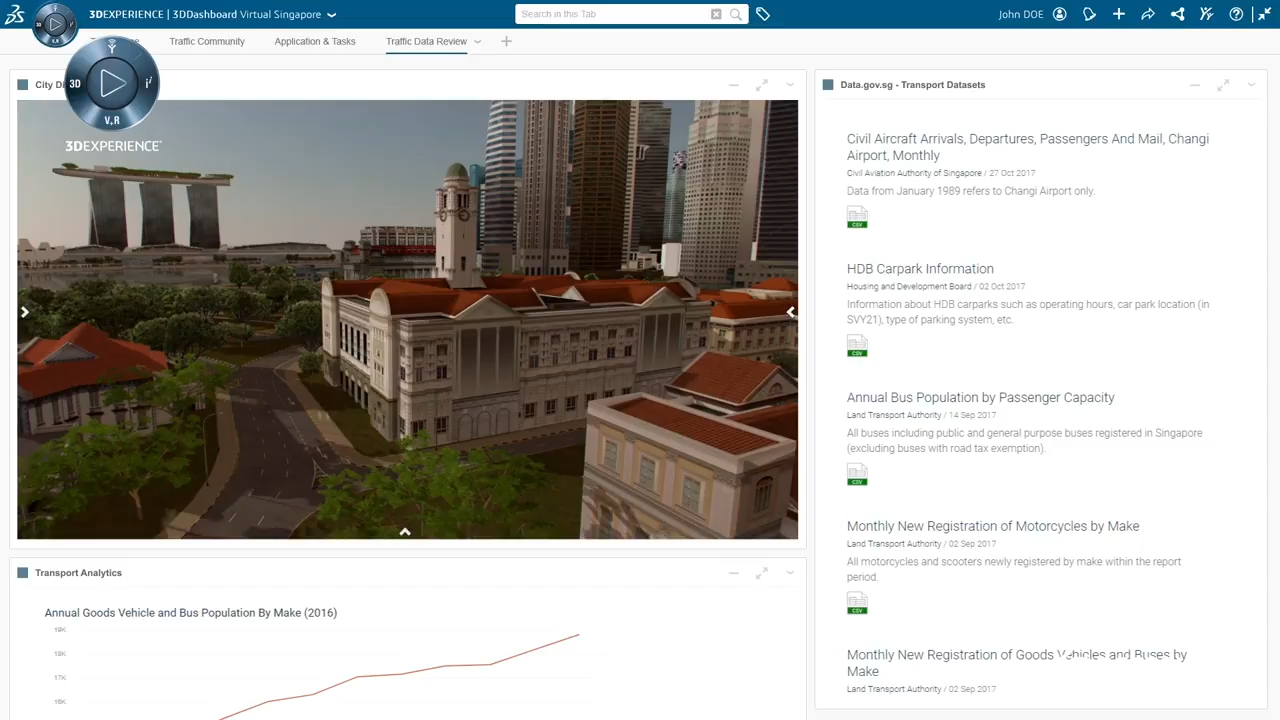 3DEXPERIENCE | 3DDashboard Virtual Singapore
Search in this Tab
John DOE
Traffic Community
Application & Tasks
Traffic Data Review
City Di
3D
i
V,R
3DEXPERIENCE
Data.gov.sg - Transport Datasets
Civil Aircraft Arrivals, Departures, Passengers And Mail, Changi
Airport, Monthly
Civil Aviation Authority of Singapore / 27 Oct 2017
Data from January 1989 refers to Changi Airport only.
CSV
HDB Carpark Information
Housing and Development Board / 02 Oct 2017
Information about HDB carparks such as operating hours, car park location (in
SVY21), type of parking system, etc.
CSV
Annual Bus Population by Passenger Capacity
Land Transport Authority / 14 Sep 2017
All buses including public and general purpose buses registered in Singapore
(excluding buses with road tax exemption).
CSV
Monthly New Registration of Motorcycles by Make
Land Transport Authority / 02 Sep 2017
All motorcycles and scooters newly registered by make within the report
period.
CSV
Monthly New Registration of Goods Vehicles and Buses by
Make
Land Transport Authority / 02 Sep 2017
Transport Analytics
Annual Goods Vehicle and Bus Population By Make (2016)
19K
18K
17K
16K